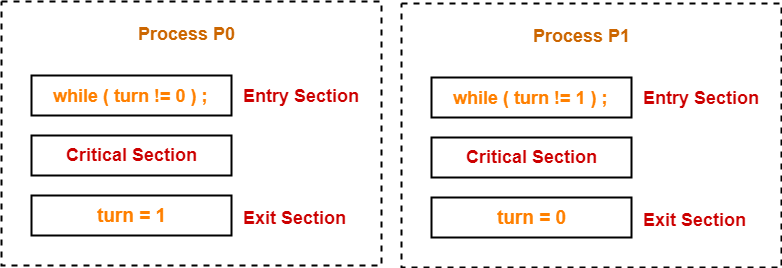 Process P0
while ( turn != 0 ) ; Entry Section
Critical Section
turn = 1 Exit Section
Process P1
while ( turn != 1 ) ; Entry Section
Critical Section
turn = 0 Exit Section